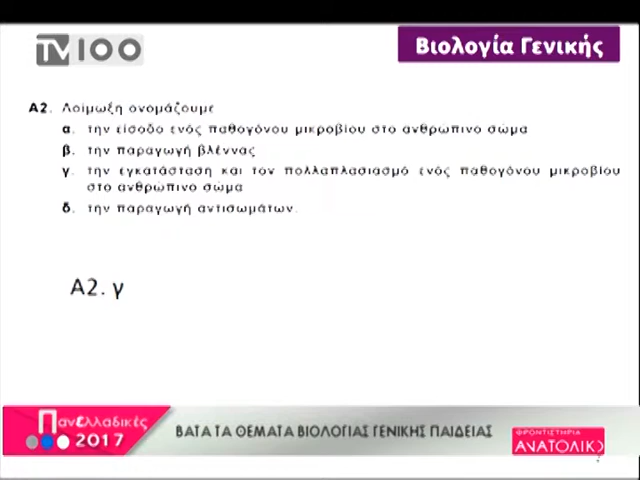 TV100
Βιολογία Γενικής
Α2. Λοίμωξη ονομάζουμε
α. την είσοδο ενός παθογόνου μικροβίου στο ανθρώπινο σώμα
β. την παραγωγή βλέννας
γ. την εγκατάσταση και τον πολλαπλασιασμό ενός παθογόνου μικροβίου
στο ανθρώπινο σώμα
δ. την παραγωγή αντισωμάτων.
Α2. γ
Πανελλαδικές
2017
ΒΑΤΑ ΤΑ ΘΕΜΑΤΑ ΒΙΟΛΟΓΙΑΣ ΓΕΝΙΚΗΣ ΠΑΙΔΕΙΑΣ
ΦΡΟΝΤΙΣΤΗΡΙΑ
ΑΝΑΤΟΛΙΚΟ